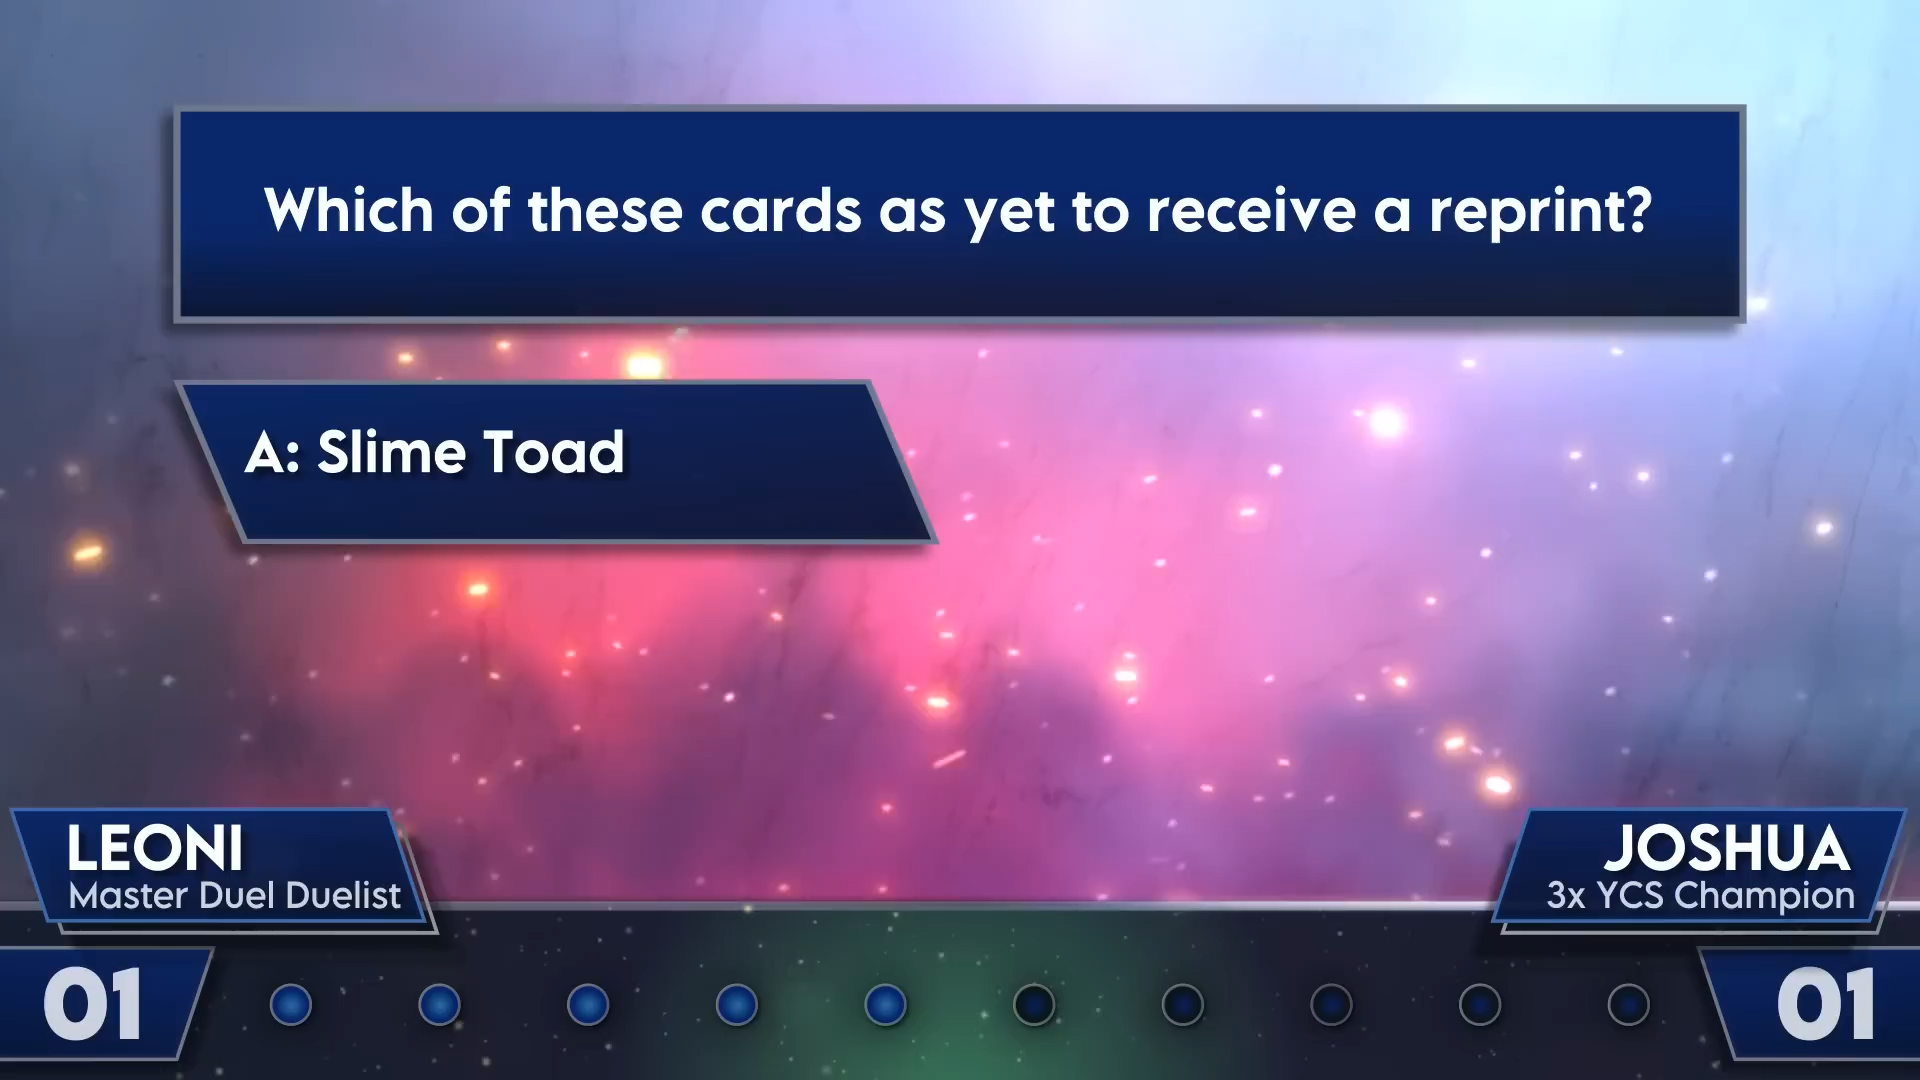 Which of these cards as yet to receive a reprint?
A: Slime Toad
LEONI
Master Duel Duelist
JOSHUA
3x YCS Champion
01
01